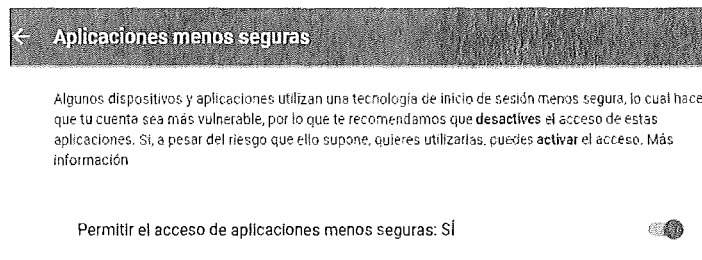 ← Aplicaciones menos seguras
Algunos dispositivos y aplicaciones utilizan una tecnología de inicio de sesión menos segura, lo cual hace
que tu cuenta sea más vulnerable, por lo que te recomendamos que desactives el acceso de estas
aplicaciones. Si, a pesar del riesgo que ello supone, quieres utilizarlas, puedes activar el acceso. Más
información
Permitir el acceso de aplicaciones menos seguras: SÍ